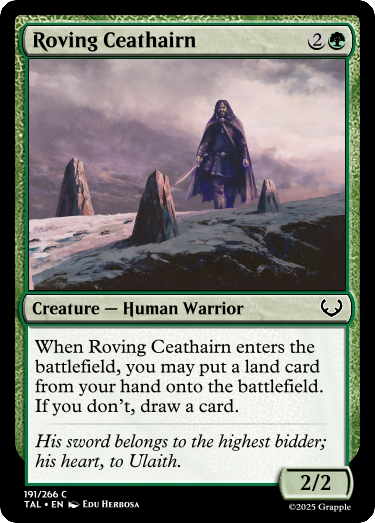 Roving Ceathairn 2
Creature — Human Warrior
When Roving Ceathairn enters the
battlefield, you may put a land card
from your hand onto the battlefield.
If you don't, draw a card.
His sword belongs to the highest bidder;
his heart, to Ulaith.
2/2
191/266 C
TAL • EN Edu Herbosa
©2025 Grapple